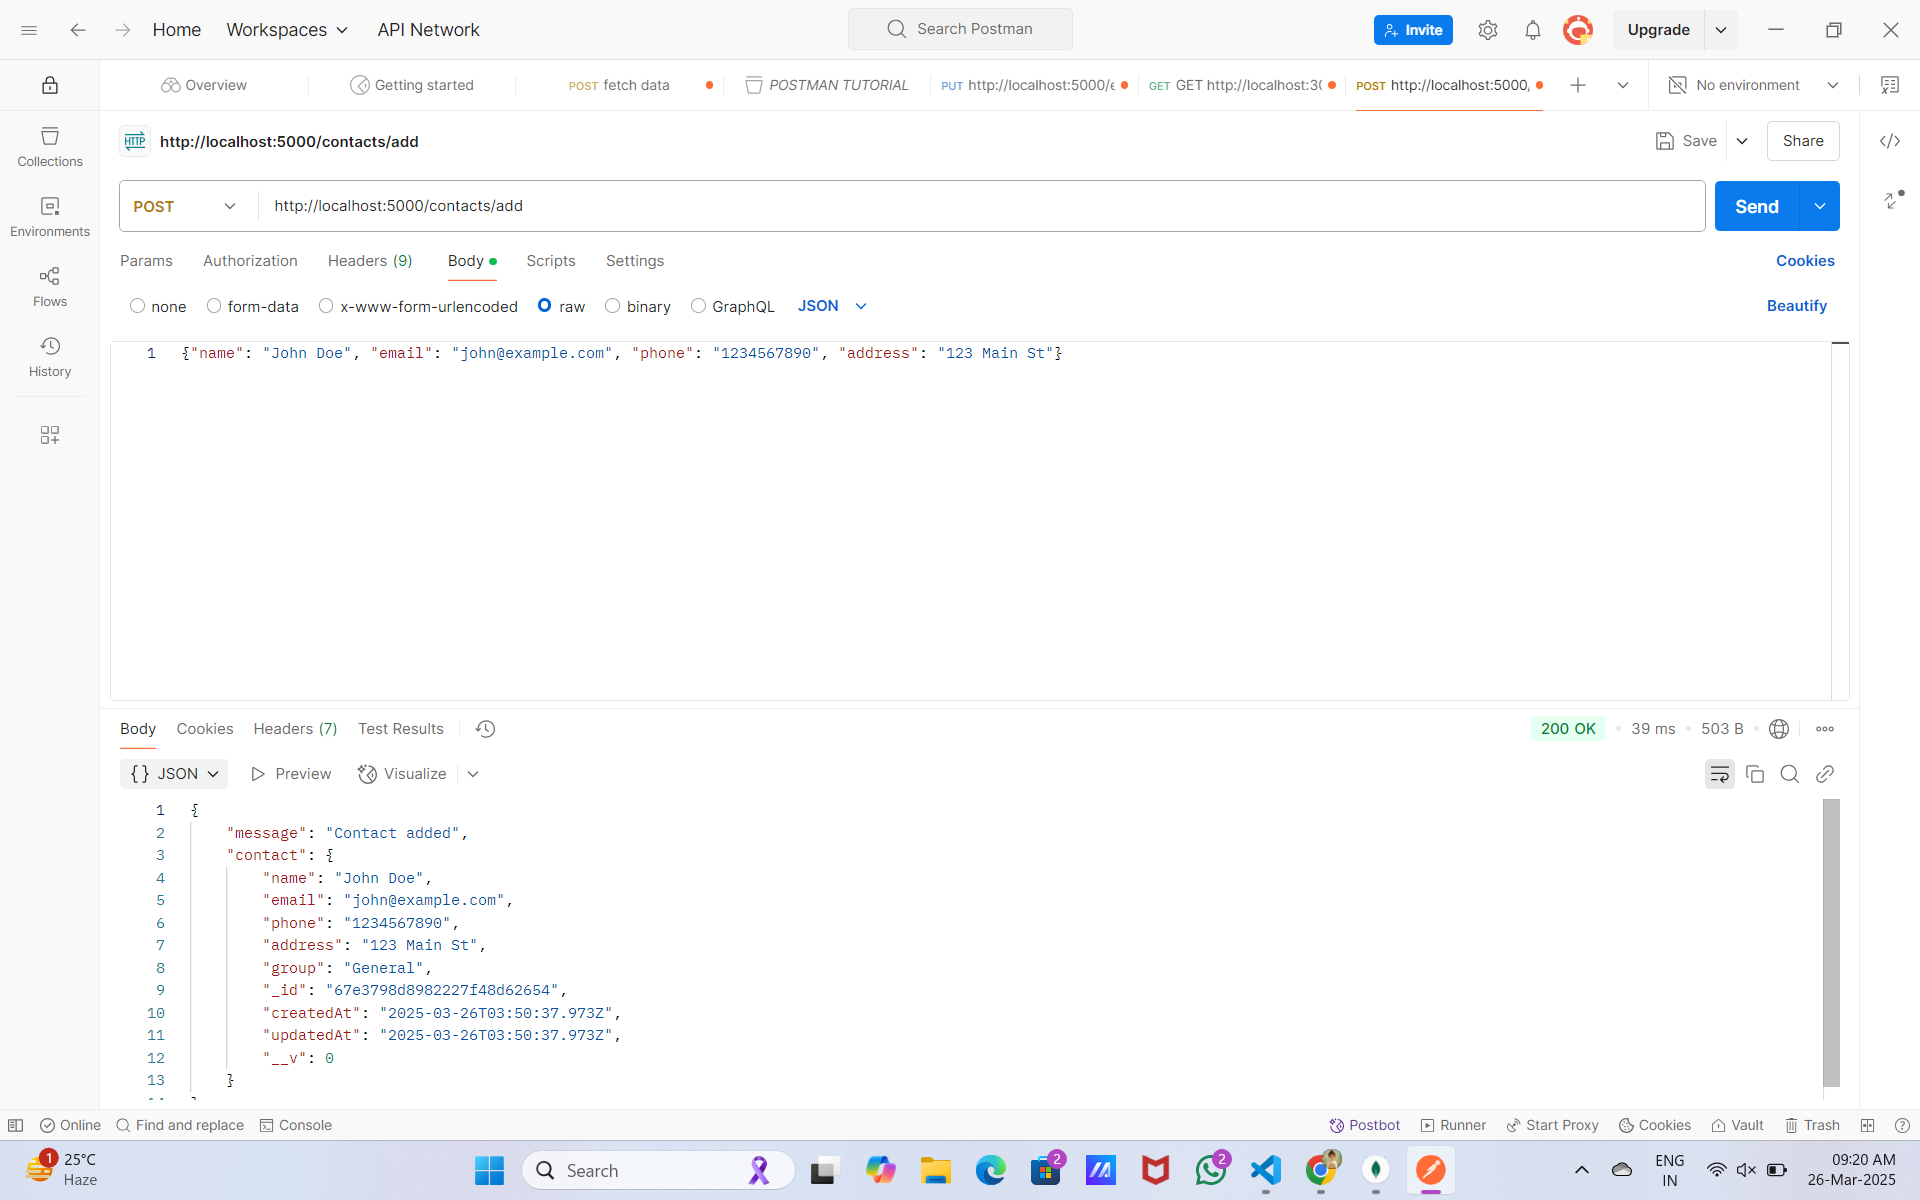 Home Workspaces API Network Search Postman Invite Upgrade
Overview Getting started POST fetch data POSTMAN TUTORIAL PUT http://localhost:5000/e GET GET http://localhost:30 POST http://localhost:5000, No environment
Collections
Environments
Flows
History
HTTP http://localhost:5000/contacts/add Save Share
POST http://localhost:5000/contacts/add Send
Params Authorization Headers (9) Body Scripts Settings Cookies
none form-data x-www-form-urlencoded raw binary GraphQL JSON Beautify
1 {"name": "John Doe", "email": "john@example.com", "phone": "1234567890", "address": "123 Main St"}
Body Cookies Headers (7) Test Results 200 OK 39 ms 503 B
{} JSON Preview Visualize
1 {
2 "message": "Contact added",
3 "contact": {
4 "name": "John Doe",
5 "email": "john@example.com",
6 "phone": "1234567890",
7 "address": "123 Main St",
8 "group": "General",
9 "_id": "67e3798d8982227f48d62654",
10 "createdAt": "2025-03-26T03:50:37.973Z",
11 "updatedAt": "2025-03-26T03:50:37.973Z",
12 "__v": 0
13 }
Online Find and replace Console Postbot Runner Start Proxy Cookies Vault Trash
1 25°C
Haze
Search
2
2
ENG
IN
09:20 AM
26-Mar-2025